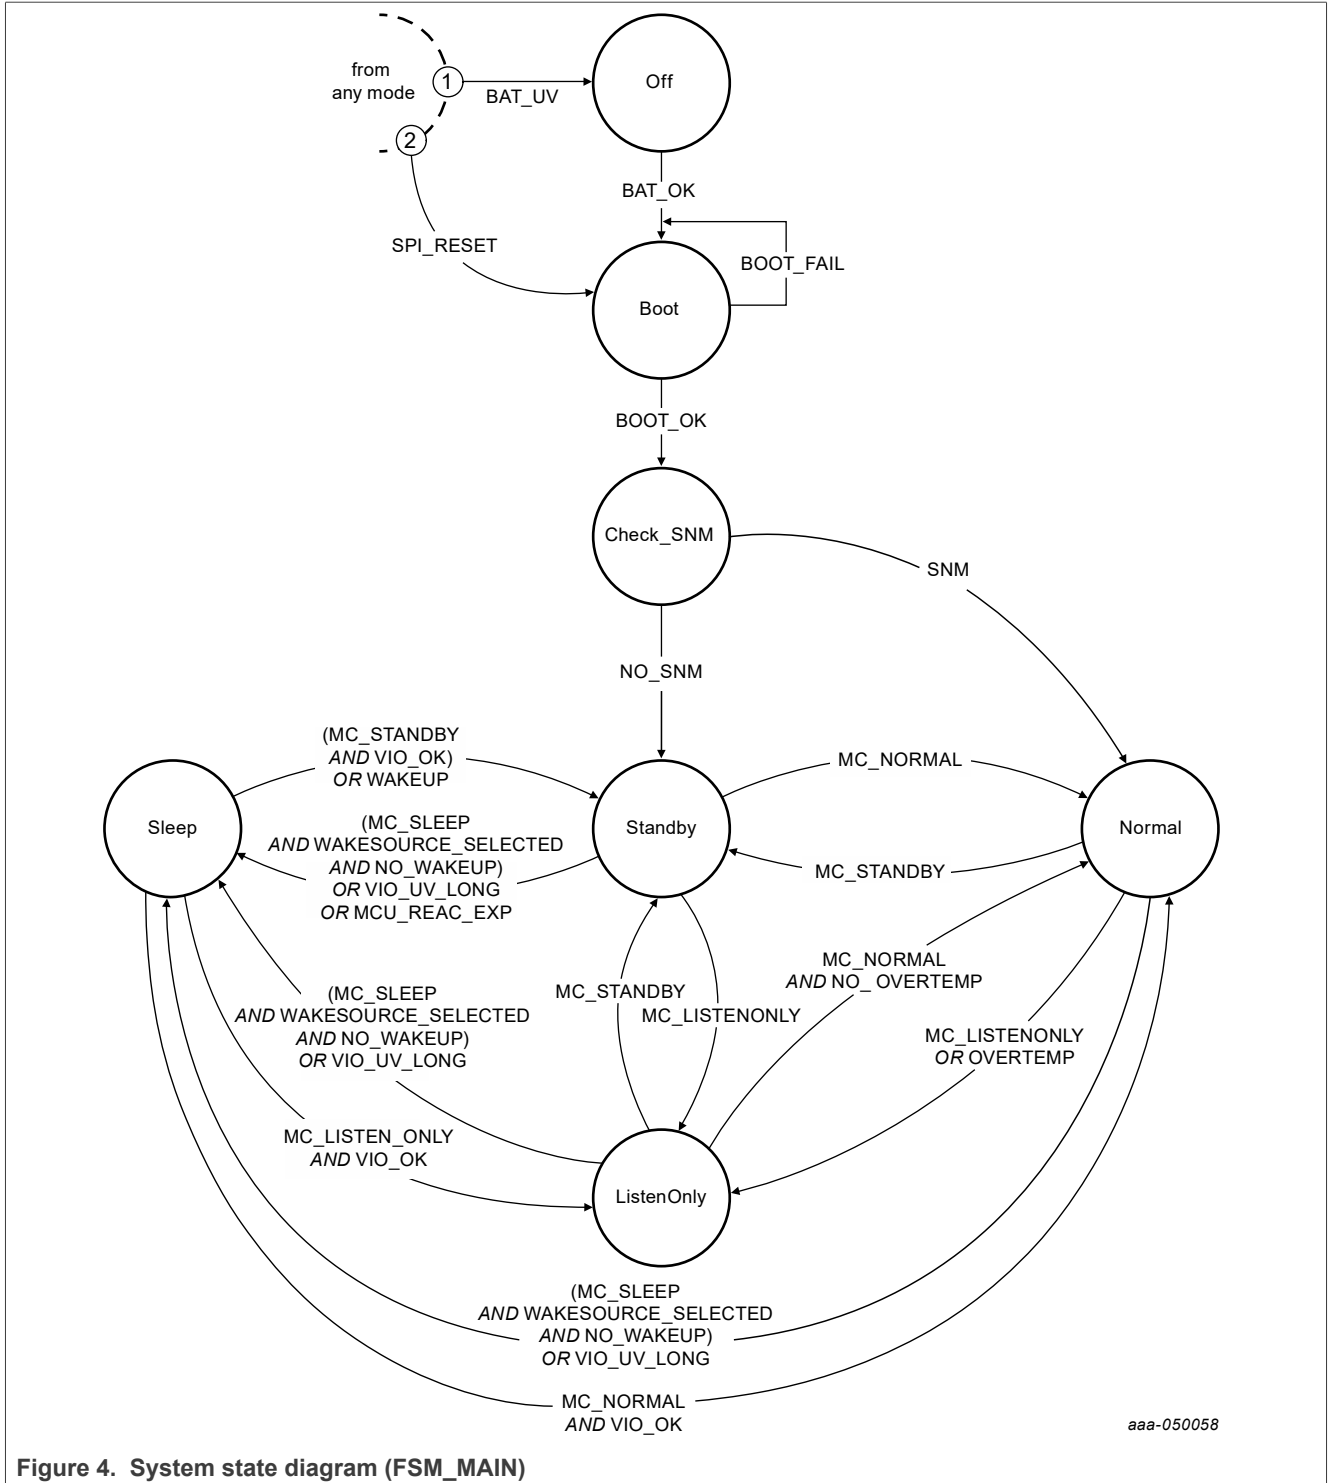 from
any mode
1
BAT_UV
Off
2
BAT_OK
SPI_RESET
BOOT_FAIL
Boot
BOOT_OK
Check_SNM
SNM
NO_SNM
(MC_STANDBY
AND VIO_OK)
OR WAKEUP
MC_NORMAL
Sleep
(MC_SLEEP
AND WAKESOURCE_SELECTED
AND NO_WAKEUP)
OR VIO_UV_LONG
OR MCU_REAC_EXP
Standby
Normal
MC_STANDBY
MC_NORMAL
AND NO_ OVERTEMP
(MC_SLEEP
AND WAKESOURCE_SELECTED
AND NO_WAKEUP)
OR VIO_UV_LONG
MC_STANDBY
MC_LISTENONLY
MC_LISTENONLY
OR OVERTEMP
MC_LISTEN_ONLY
AND VIO_OK
ListenOnly
(MC_SLEEP
AND WAKESOURCE_SELECTED
AND NO_WAKEUP)
OR VIO_UV_LONG
MC_NORMAL
AND VIO_OK
aaa-050058
Figure 4. System state diagram (FSM_MAIN)